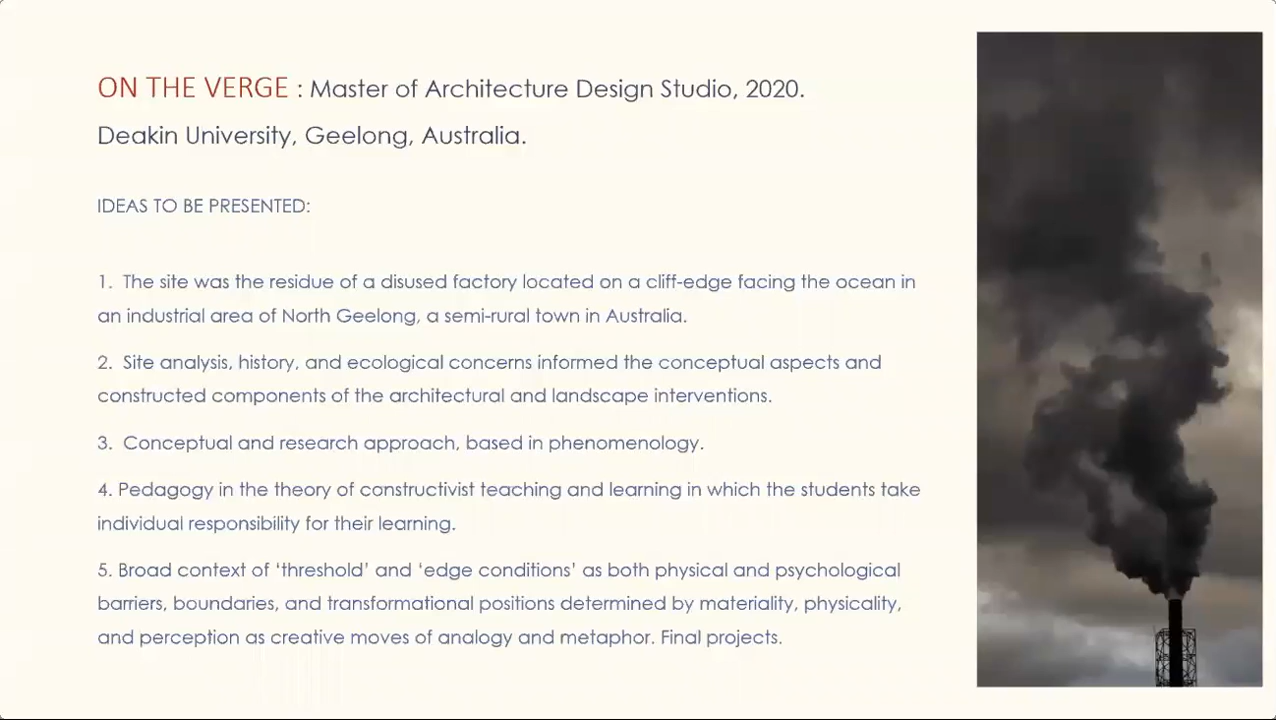 ON THE VERGE : Master of Architecture Design Studio, 2020.
Deakin University, Geelong, Australia.
IDEAS TO BE PRESENTED:
1. The site was the residue of a disused factory located on a cliff-edge facing the ocean in
an industrial area of North Geelong, a semi-rural town in Australia.
2. Site analysis, history, and ecological concerns informed the conceptual aspects and
constructed components of the architectural and landscape interventions.
3. Conceptual and research approach, based in phenomenology.
4. Pedagogy in the theory of constructivist teaching and learning in which the students take
individual responsibility for their learning.
5. Broad context of ‘threshold’ and ‘edge conditions’ as both physical and psychological
barriers, boundaries, and transformational positions determined by materiality, physicality,
and perception as creative moves of analogy and metaphor. Final projects.